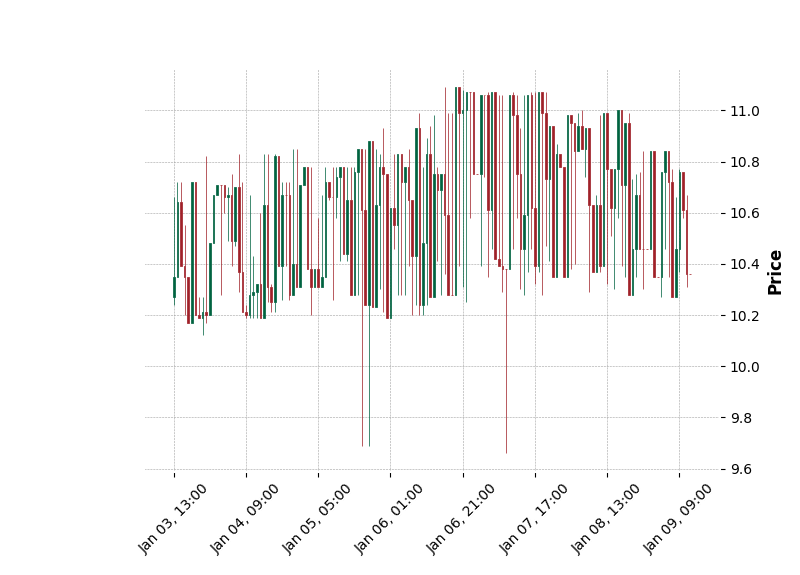 11.0
10.8
10.6
10.4
10.2
10.0
9.8
9.6
Price
Jan 03, 13:00
Jan 04, 09:00
Jan 05, 05:00
Jan 06, 01:00
Jan 06, 21:00
Jan 07, 17:00
Jan 08, 13:00
Jan 09, 09:00